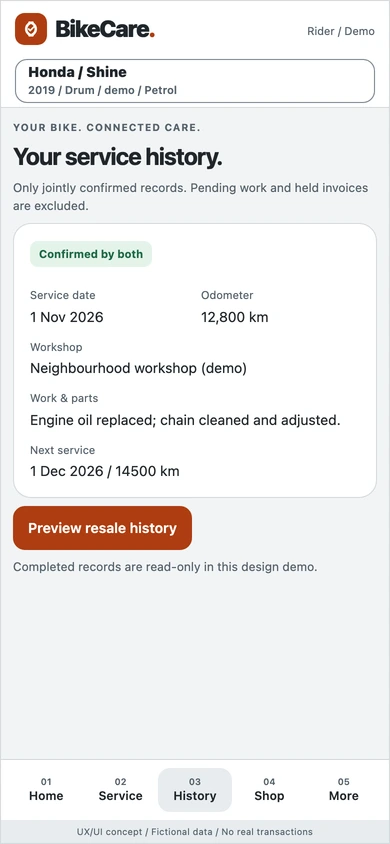 BikeCare.
Rider / Demo
Honda / Shine
2019 / Drum / demo / Petrol
YOUR BIKE. CONNECTED CARE.
Your service history.
Only jointly confirmed records. Pending work and held invoices
are excluded.
Confirmed by both
Service date
Odometer
1 Nov 2026
12,800 km
Workshop
Neighbourhood workshop (demo)
Work & parts
Engine oil replaced; chain cleaned and adjusted.
Next service
1 Dec 2026 / 14500 km
Preview resale history
Completed records are read-only in this design demo.
01
Home
02
Service
03
History
04
Shop
05
More
UX/UI concept / Fictional data / No real transactions